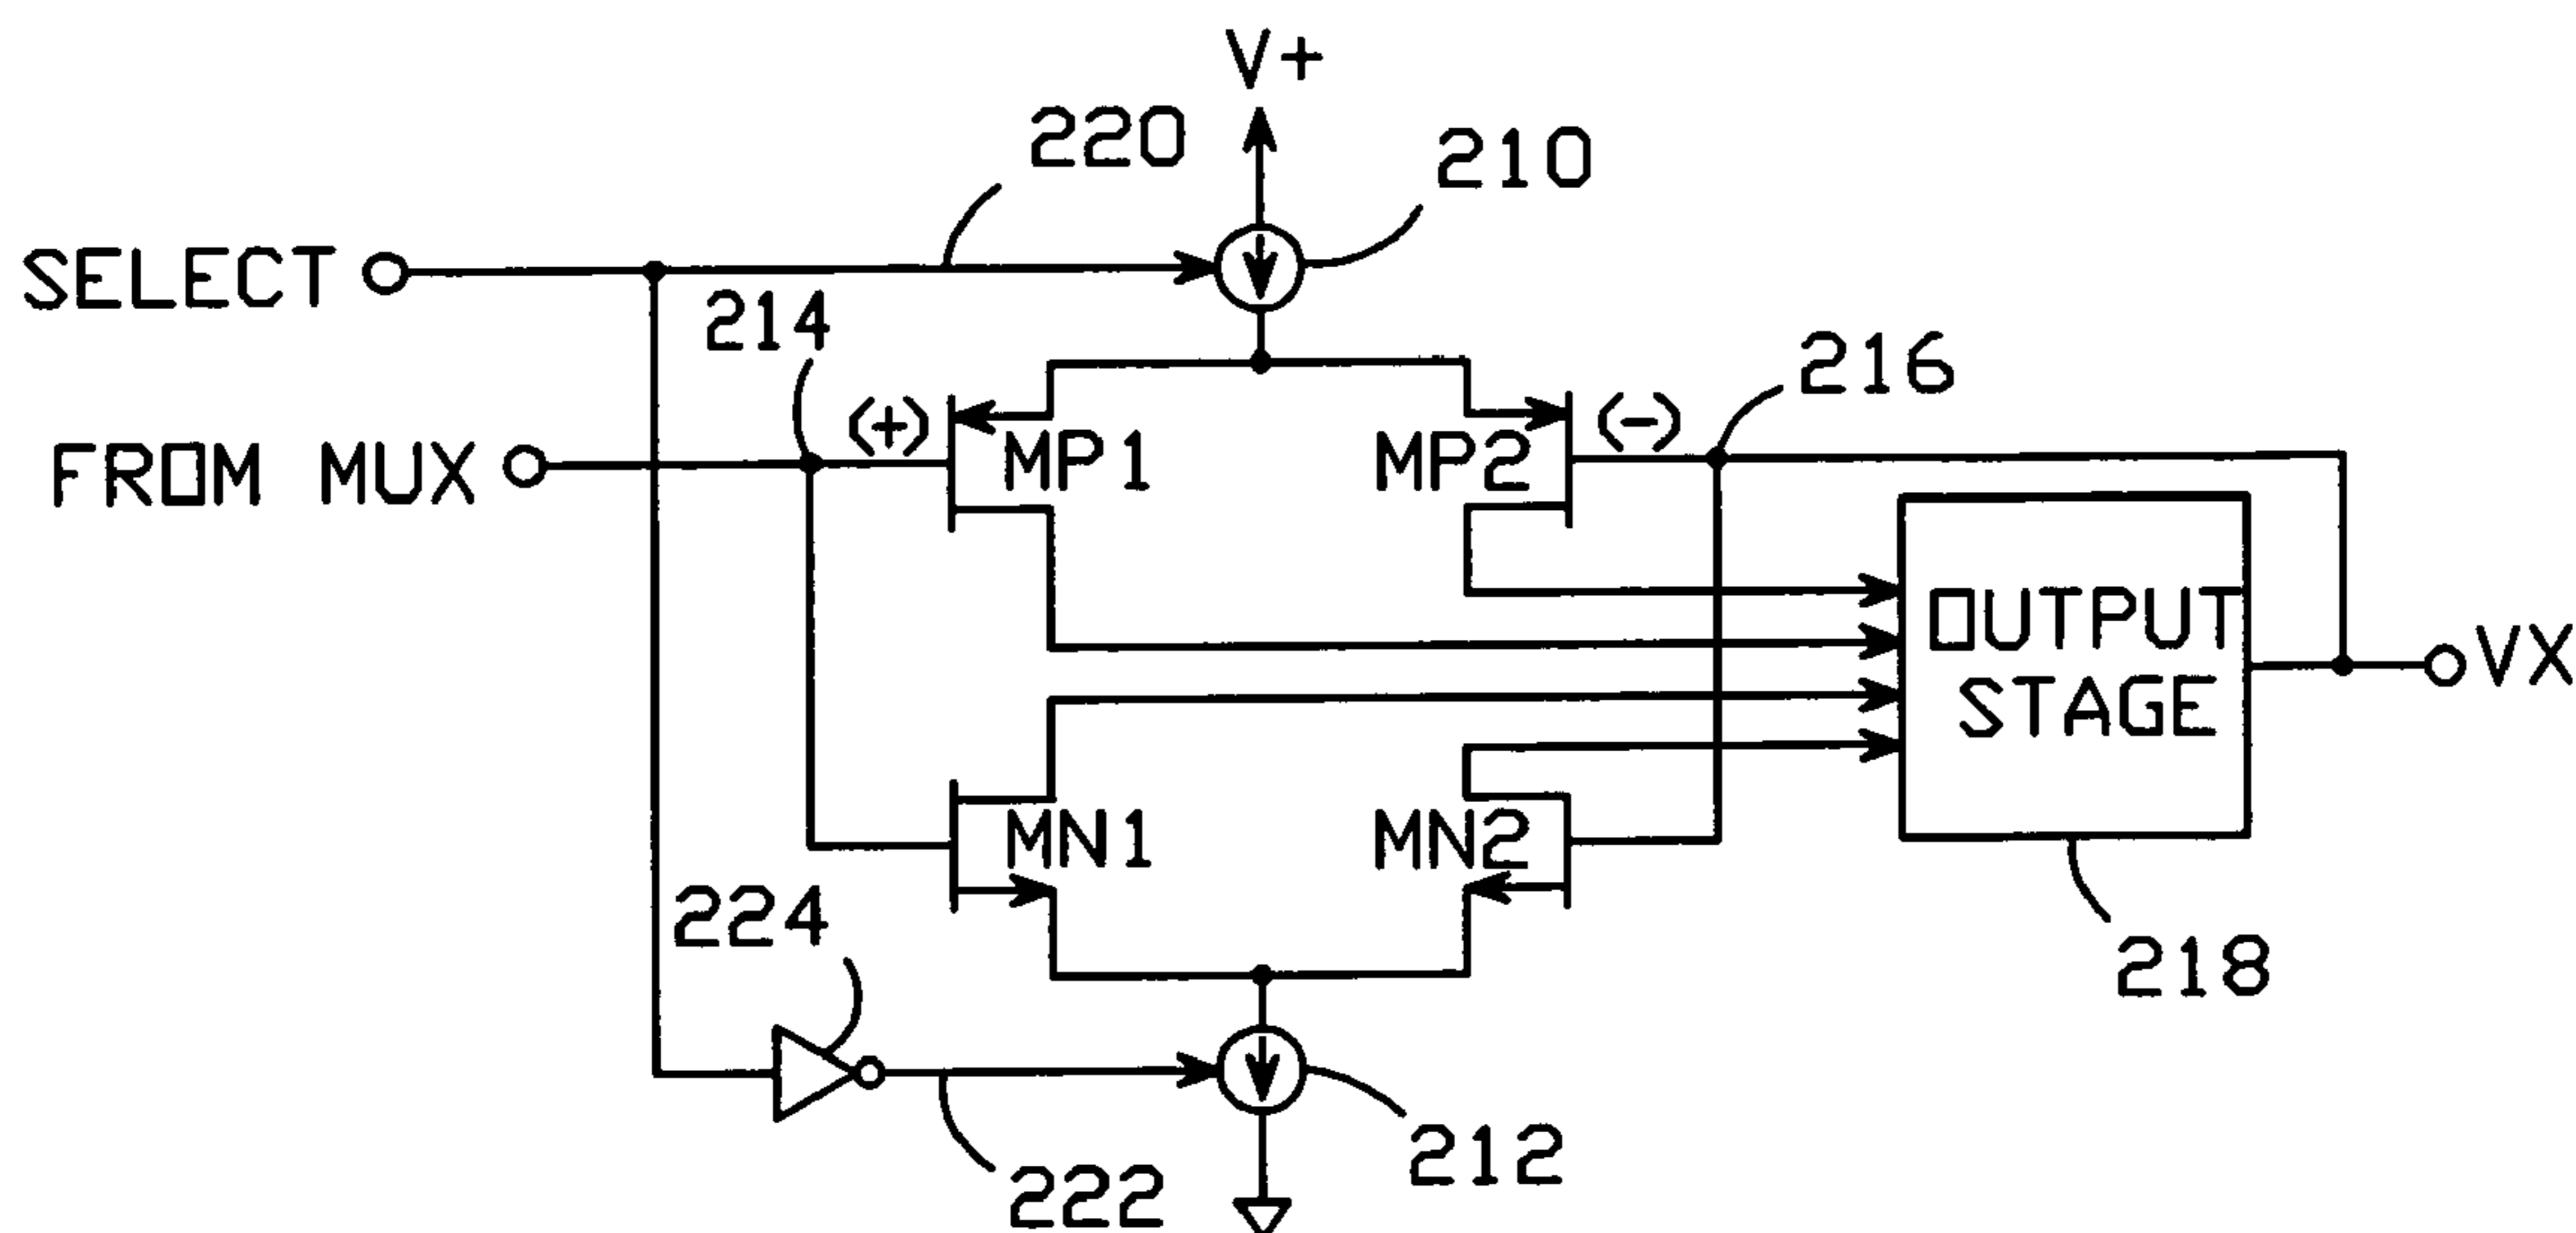 V+
220
210
SELECT
214
216
(+)
(-)
FROM MUX
MP1
MP2
OUTPUT
STAGE
VX
MN1
MN2
224
218
212
222